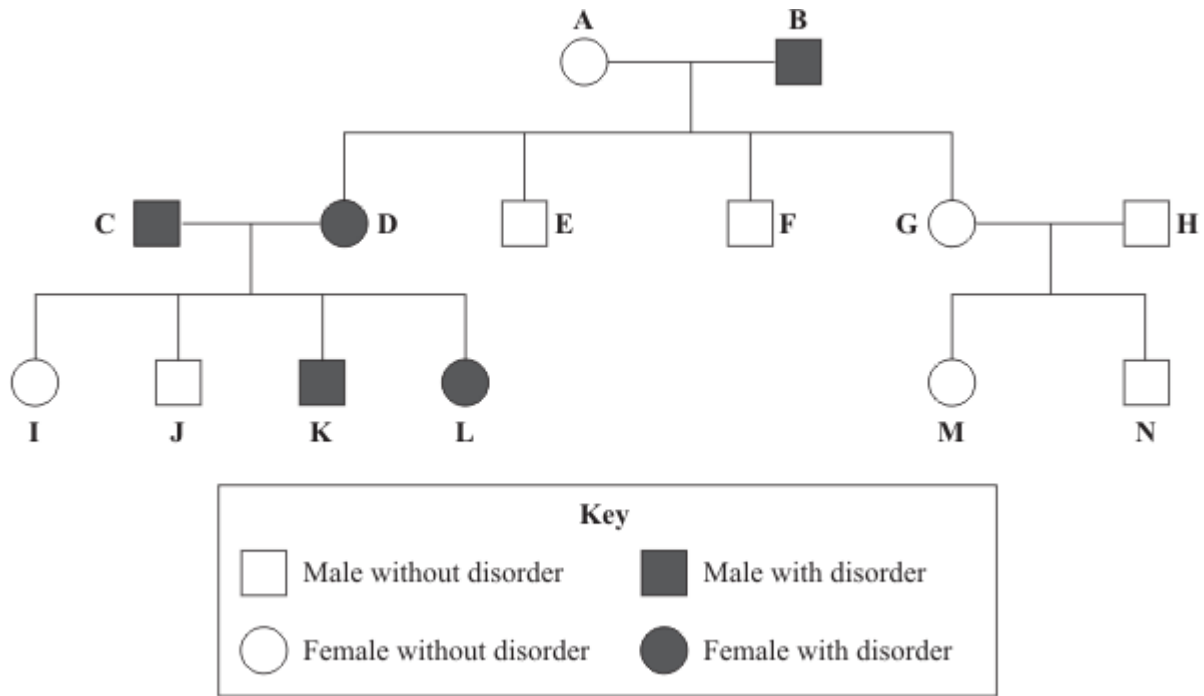 A B
C D E F G H
I J K L M N
Key
Male without disorder Male with disorder
Female without disorder Female with disorder